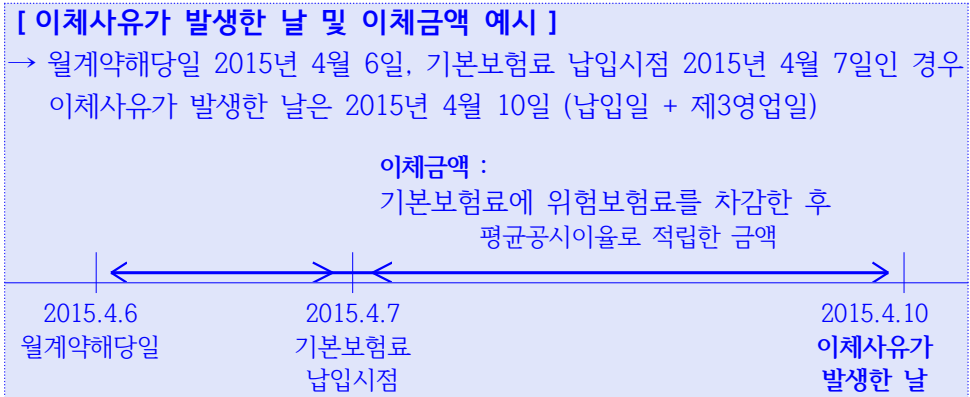 [ 이체사유가 발생한 날 및 이체금액 예시 ]
→ 월계약해당일 2015년 4월 6일, 기본보험료 납입시점 2015년 4월 7일인 경우
이체사유가 발생한 날은 2015년 4월 10일 (납입일 + 제3영업일)
이체금액 :
기본보험료에 위험보험료를 차감한 후
평균공시이율로 적립한 금액
2015.4.6 2015.4.7 2015.4.10
월계약해당일 기본보험료 이체사유가
납입시점 발생한 날